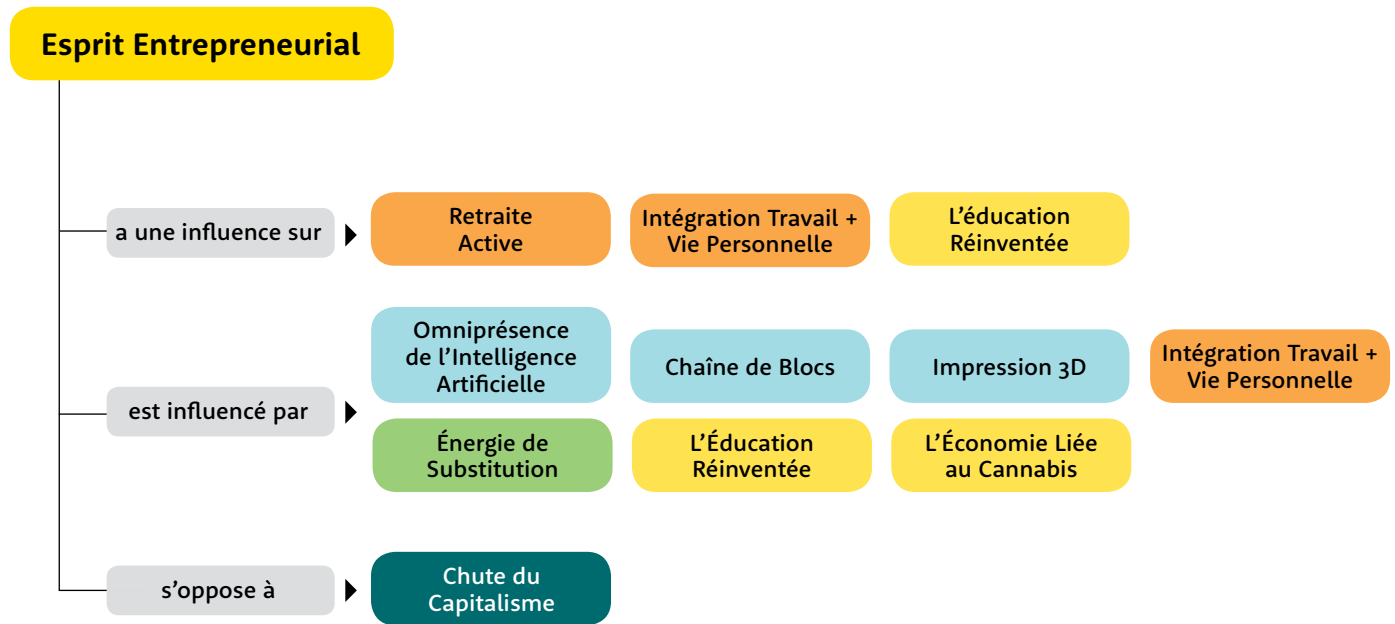 Esprit Entrepreneurial
a une influence sur
Retraite
Active
Intégration Travail +
Vie Personnelle
L'éducation
Réinventée
est influencé par
Omniprésence
de l'Intelligence
Artificielle
Chaîne de Blocs
Impression 3D
Intégration Travail +
Vie Personnelle
Énergie de
Substitution
L'Éducation
Réinventée
L'Économie Liée
au Cannabis
s'oppose à
Chute du
Capitalisme